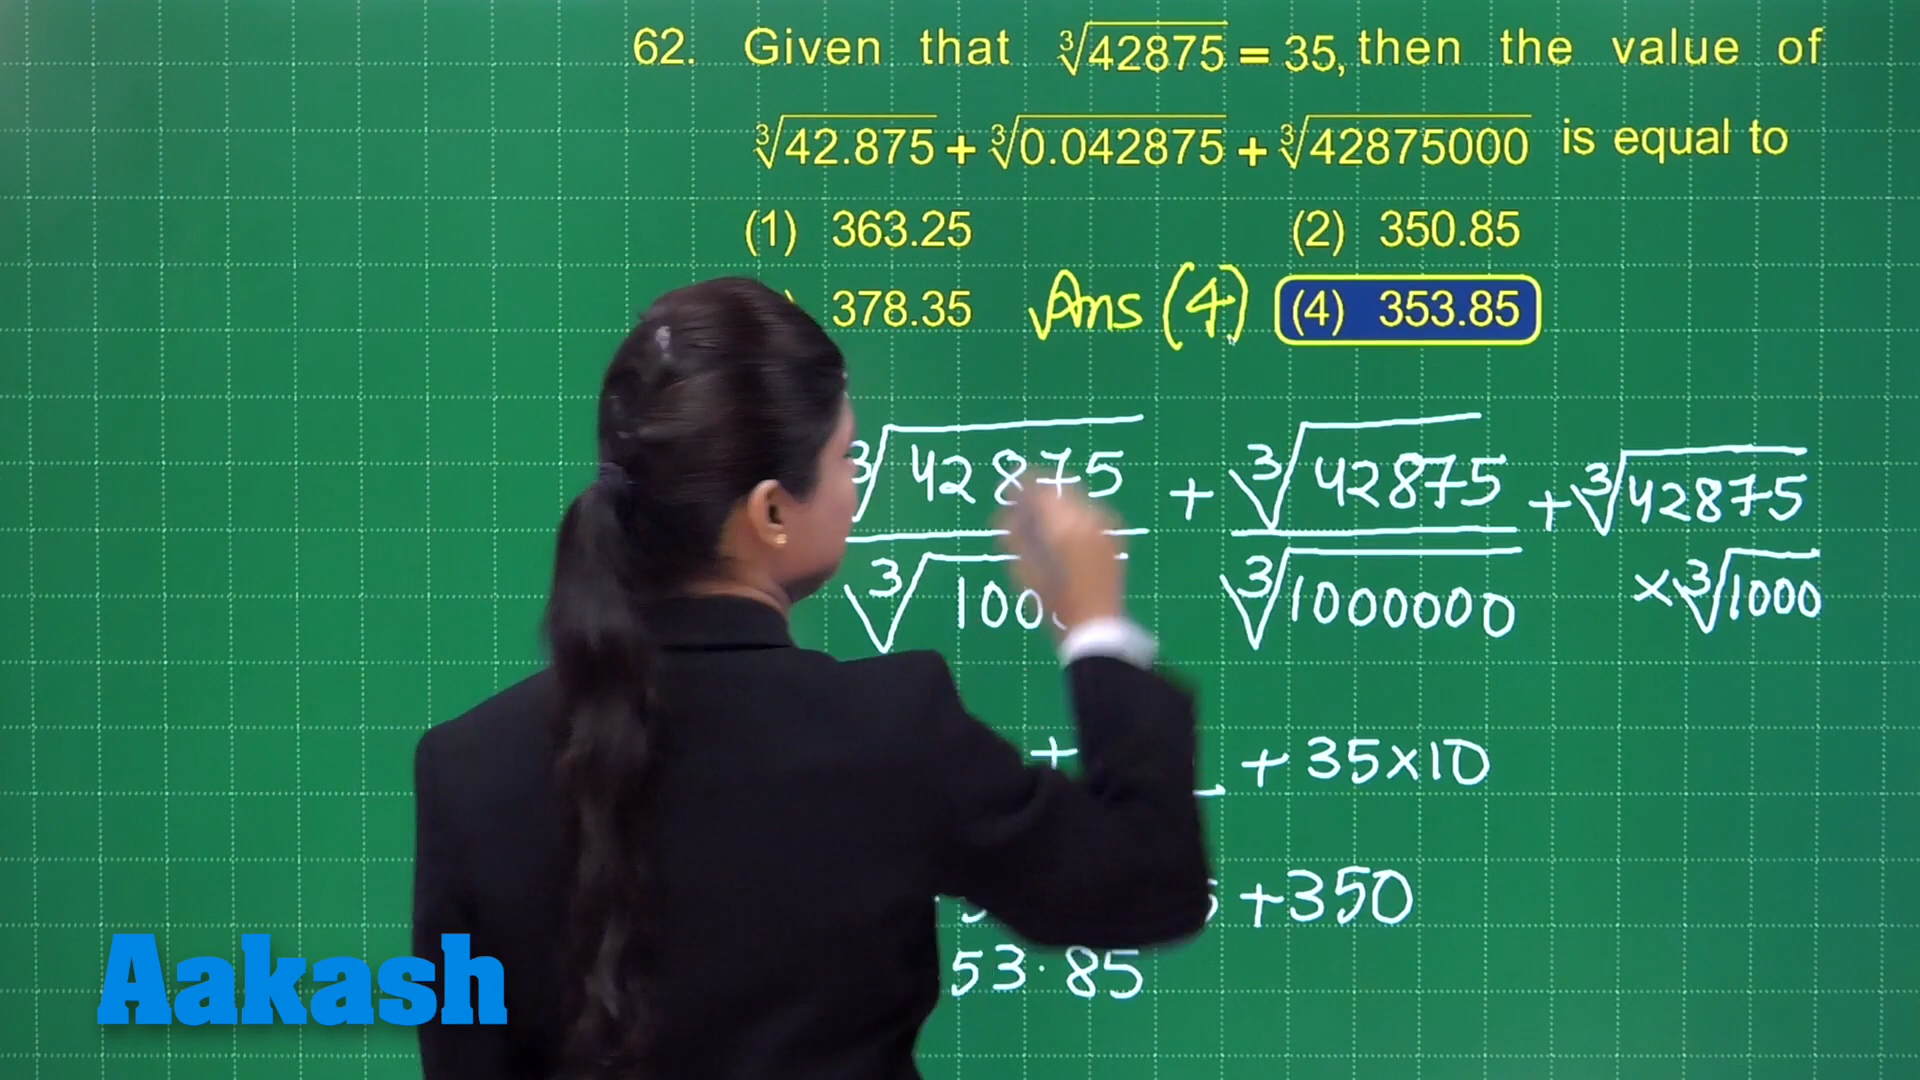 62. Given that ∛42875 = 35, then the value of
∛42.875 + ∛0.042875 + ∛42875000 is equal to
(1) 363.25 (2) 350.85
378.35 Ans (4) (4) 353.85
∛42875 + ∛42875 + ∛42875
∛100 ∛1000000 × ∛1000
+ + 35×10
+350
53.85
Aakash